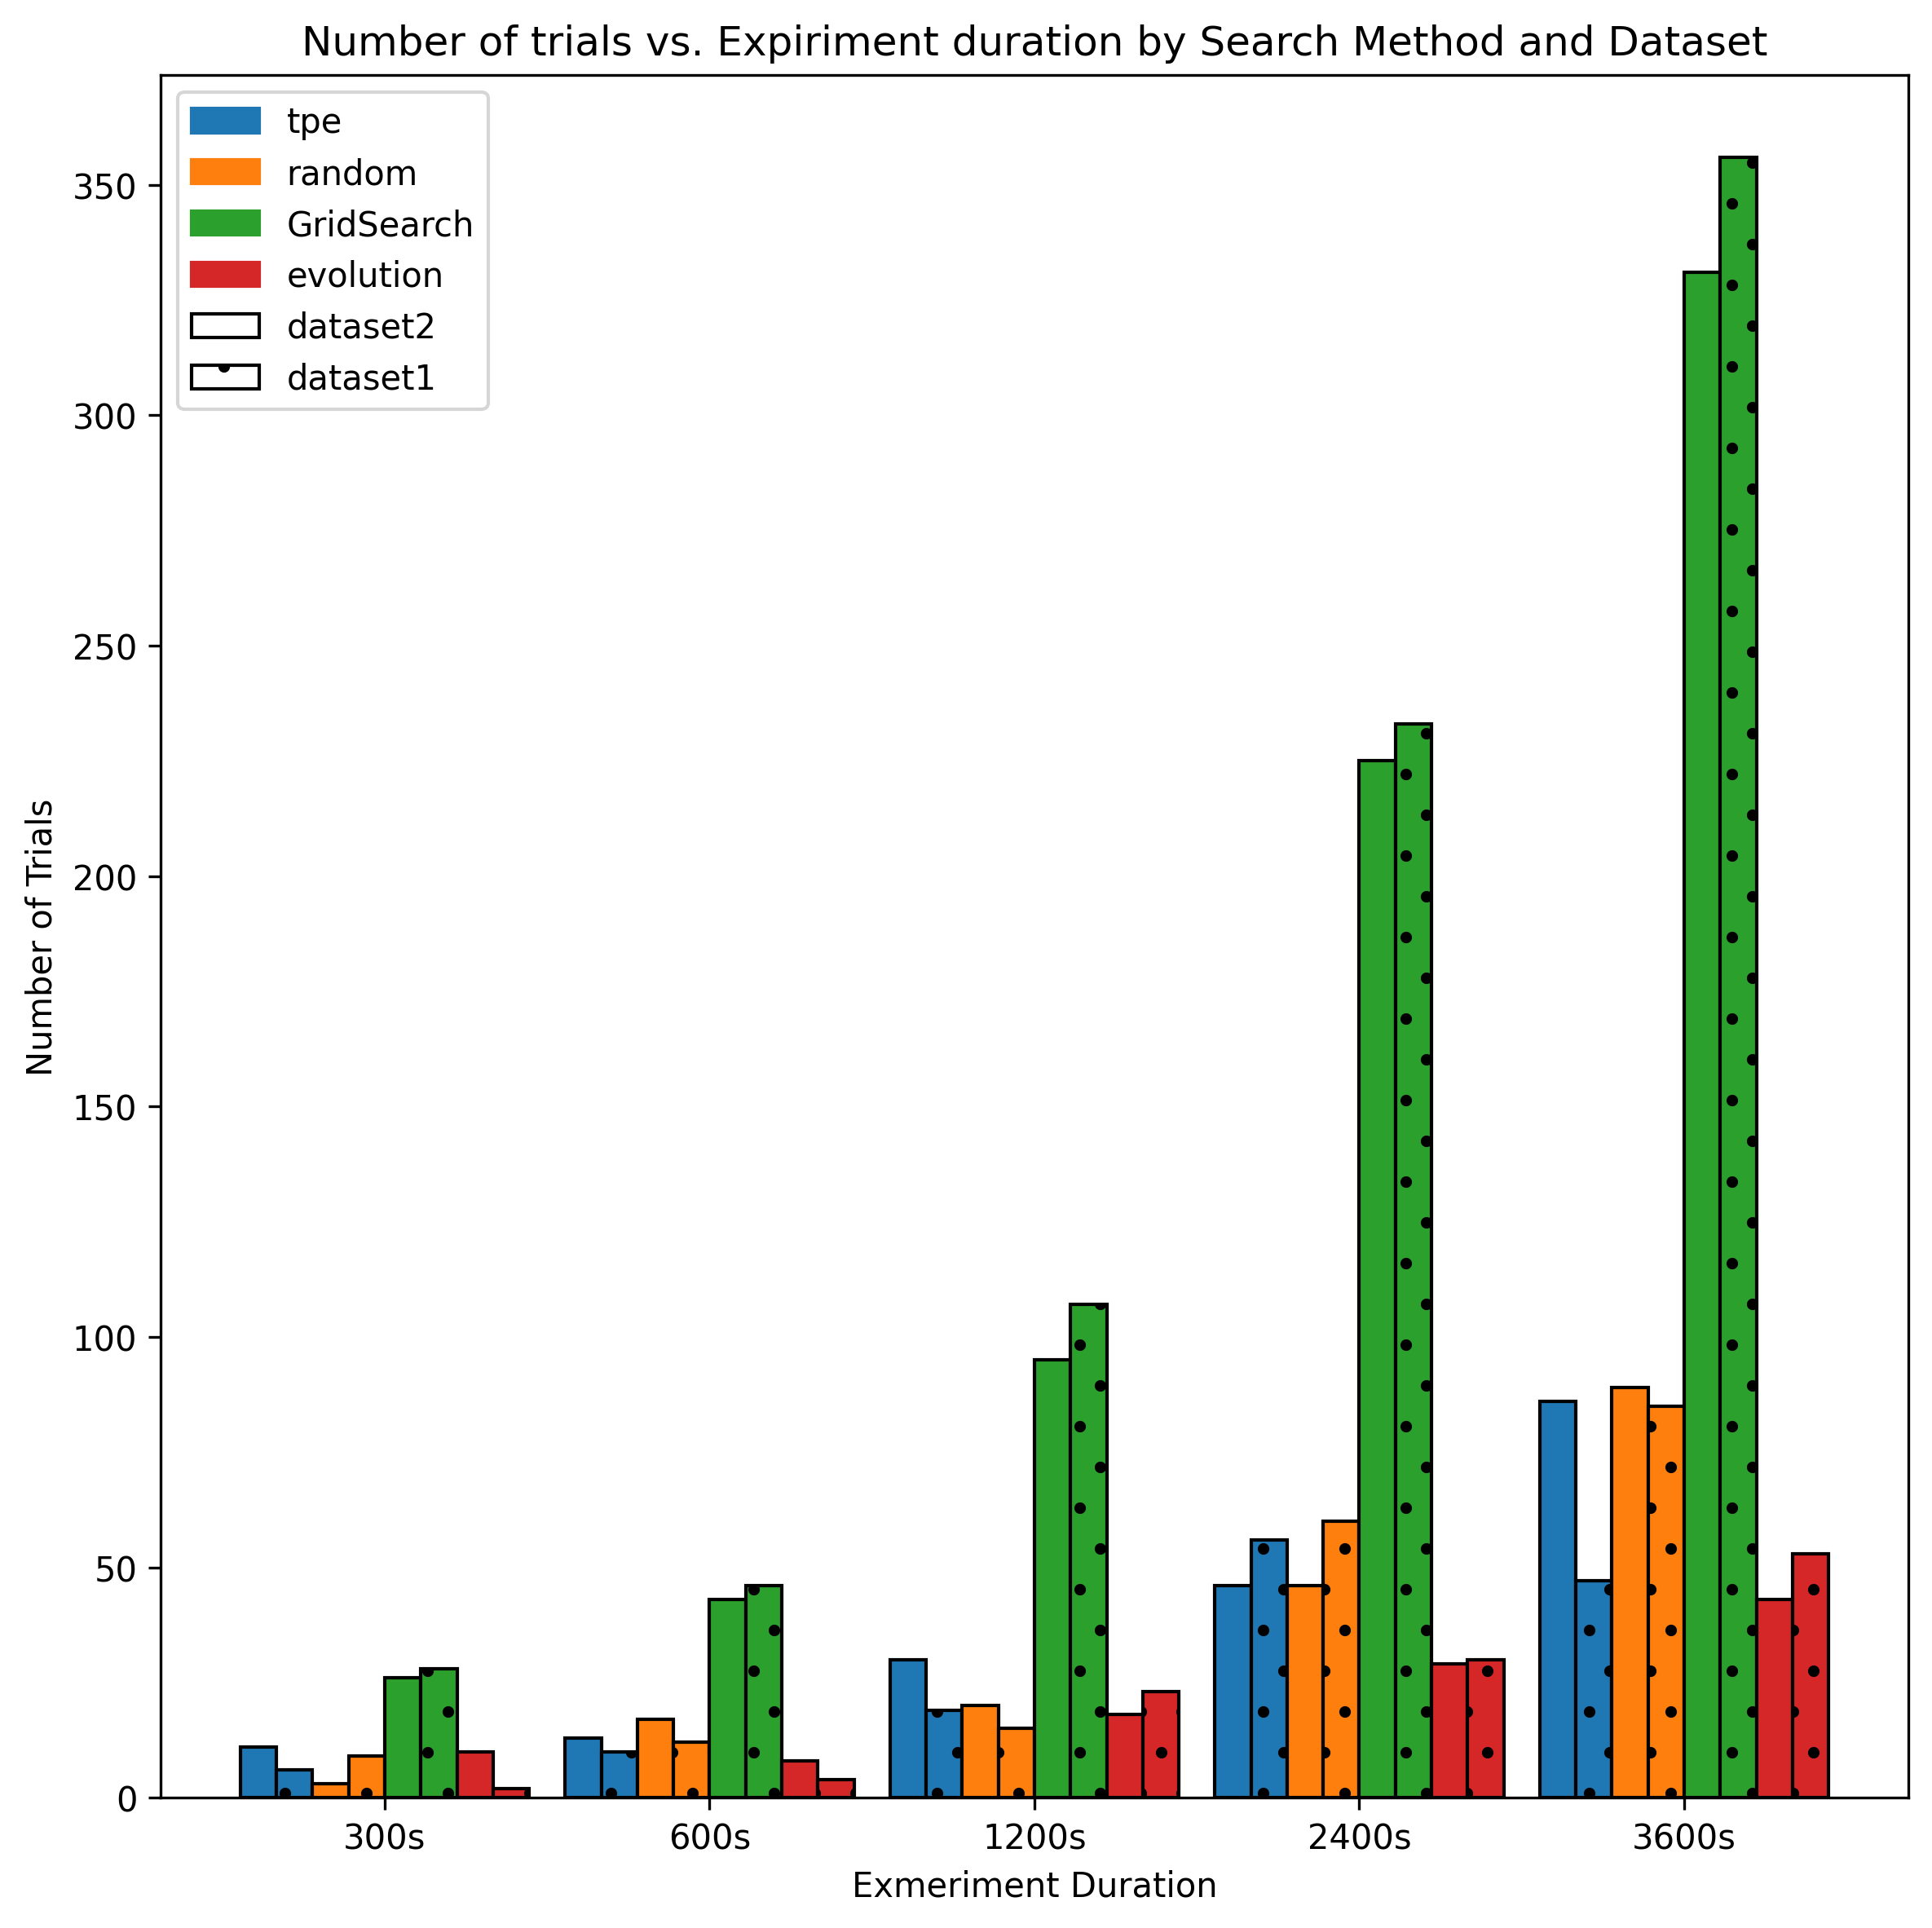 Number of trials vs. Expiriment duration by Search Method and Dataset
tpe
random
GridSearch
evolution
dataset2
dataset1
350
300
250
200
150
100
50
0
Number of Trials
300s
600s
1200s
2400s
3600s
Exmeriment Duration